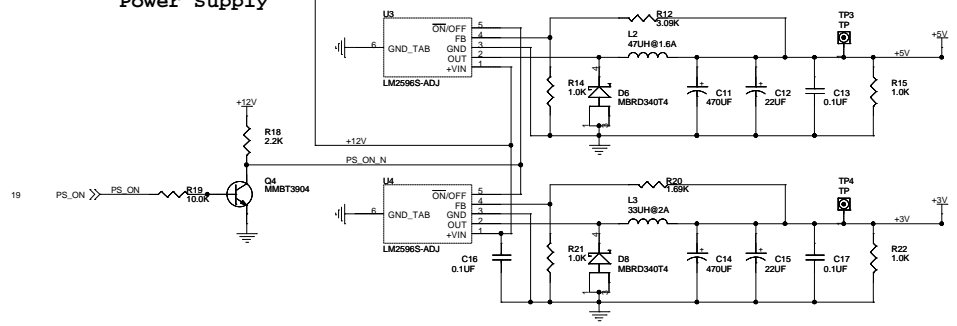 Power Supply
U3
ON/OFF 5
FB 4
GND 3
OUT 2
+VIN 1
6 GND_TAB
LM2596S-ADJ
R12
3.09K
L2
47UH@1.6A
TP3
TP
+5V
+5V
R14
1.0K
4
D6
MBRD340T4
C11
470UF
C12
22UF
C13
0.1UF
R15
1.0K
+12V
R18
2.2K
+12V
PS_ON_N
19 PS_ON PS_ON
R19
10.0K
Q4
MMBT3904
U4
ON/OFF 5
FB 4
GND 3
OUT 2
+VIN 1
6 GND_TAB
LM2596S-ADJ
C16
0.1UF
R20
1.69K
L3
33UH@2A
TP4
TP
+3V
+3V
R21
1.0K
4
D8
MBRD340T4
C14
470UF
C15
22UF
C17
0.1UF
R22
1.0K